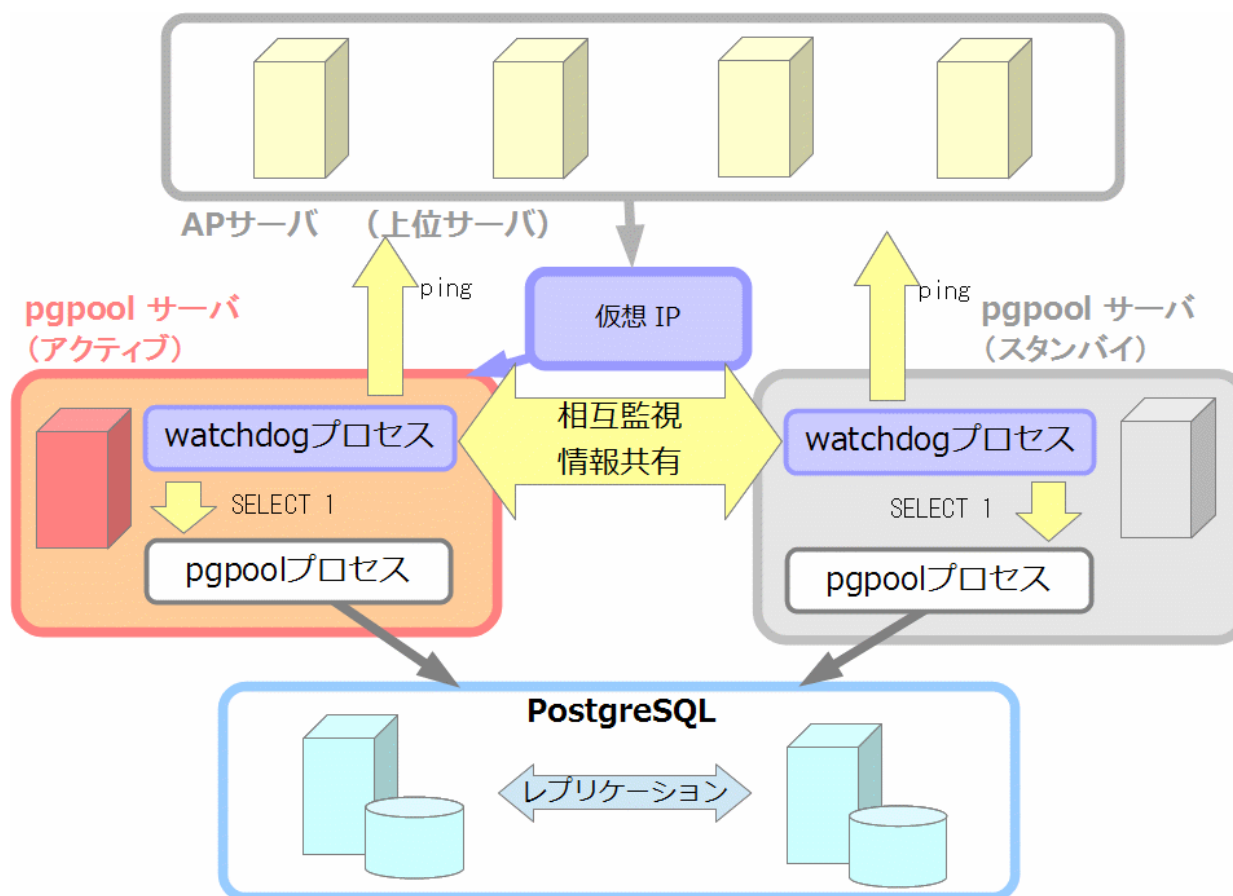 APサーバ (上位サーバ)
ping
ping
pgpool サーバ
(アクティブ)
仮想 IP
pgpool サーバ
(スタンバイ)
watchdogプロセス
相互監視
情報共有
watchdogプロセス
SELECT 1
SELECT 1
pgpoolプロセス
pgpoolプロセス
PostgreSQL
レプリケーション